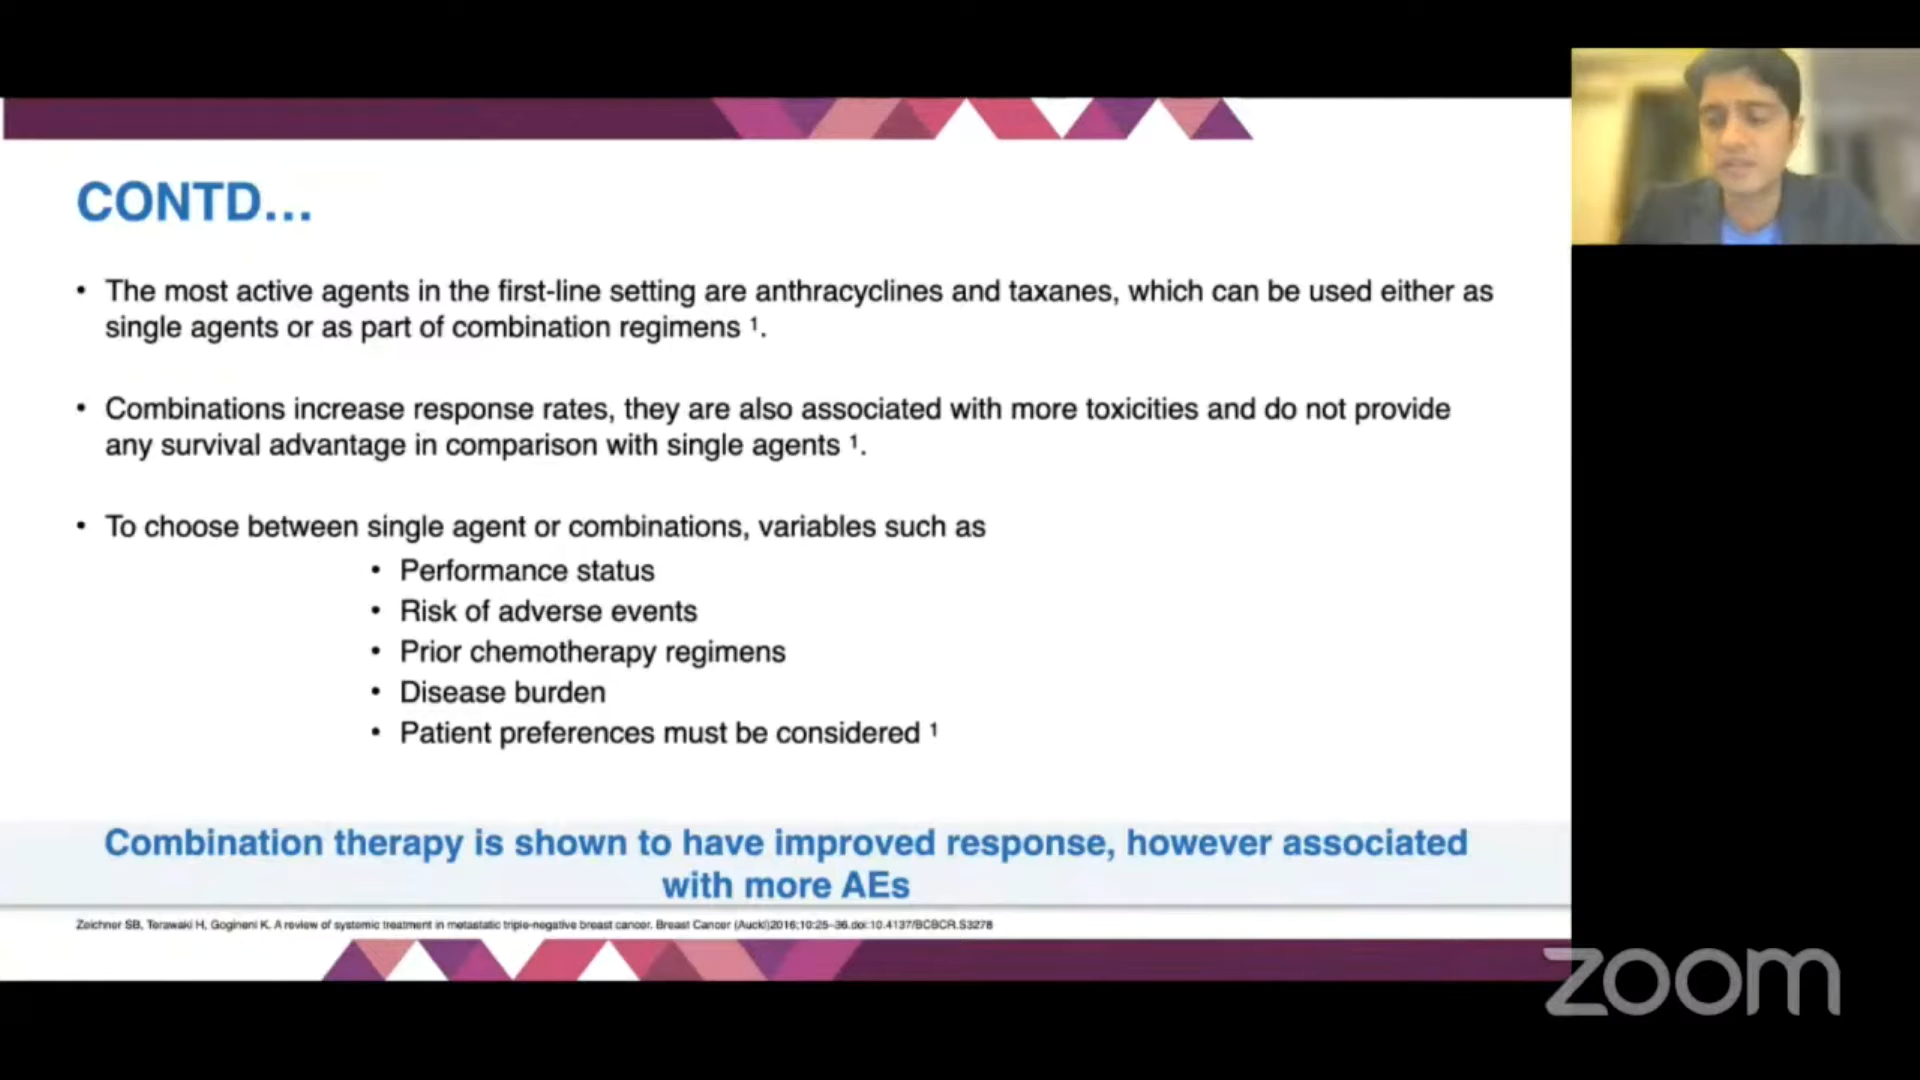 CONTD...
• The most active agents in the first-line setting are anthracyclines and taxanes, which can be used either as
single agents or as part of combination regimens ¹.
• Combinations increase response rates, they are also associated with more toxicities and do not provide
any survival advantage in comparison with single agents ¹.
• To choose between single agent or combinations, variables such as
• Performance status
• Risk of adverse events
• Prior chemotherapy regimens
• Disease burden
• Patient preferences must be considered ¹
Combination therapy is shown to have improved response, however associated
with more AEs
Zeichner SB, Terawaki H, Gogineni K. A review of systemic treatment in metastatic triple-negative breast cancer. Breast Cancer (Auckl)2016;10:25–36.doi:10.4137/BCBCR.S3278
zoom